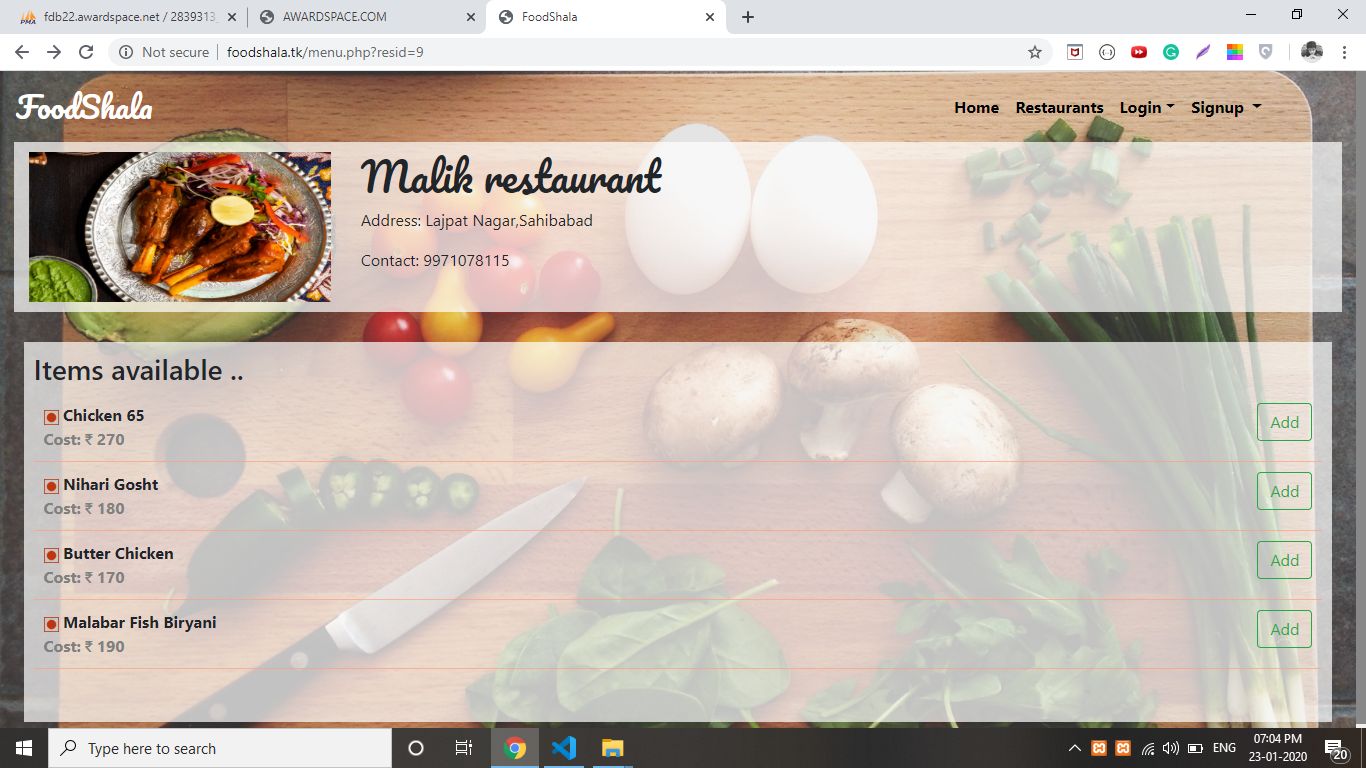 fdb22.awardspace.net / 2839313_
AWARDSPACE.COM
FoodShala
Not secure foodshala.tk/menu.php?resid=9
FoodShala
Home Restaurants Login Signup
Malik restaurant
Address: Lajpat Nagar,Sahibabad
Contact: 9971078115
Items available ..
Chicken 65
Cost: ₹ 270
Add
Nihari Gosht
Cost: ₹ 180
Add
Butter Chicken
Cost: ₹ 170
Add
Malabar Fish Biryani
Cost: ₹ 190
Add
Type here to search
ENG
07:04 PM
23-01-2020
20